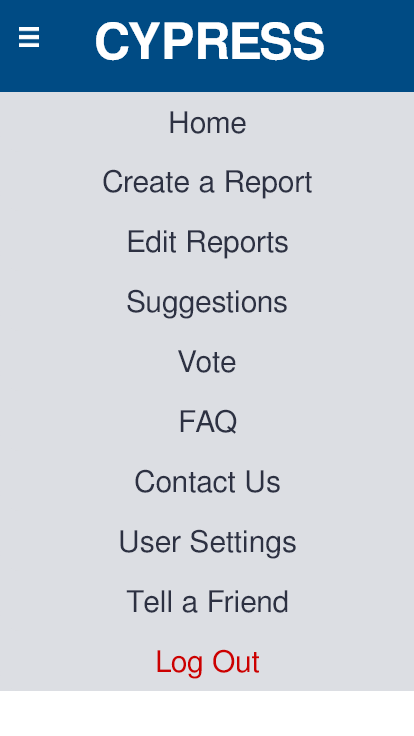 CYPRESS
Home
Create a Report
Edit Reports
Suggestions
Vote
FAQ
Contact Us
User Settings
Tell a Friend
Log Out